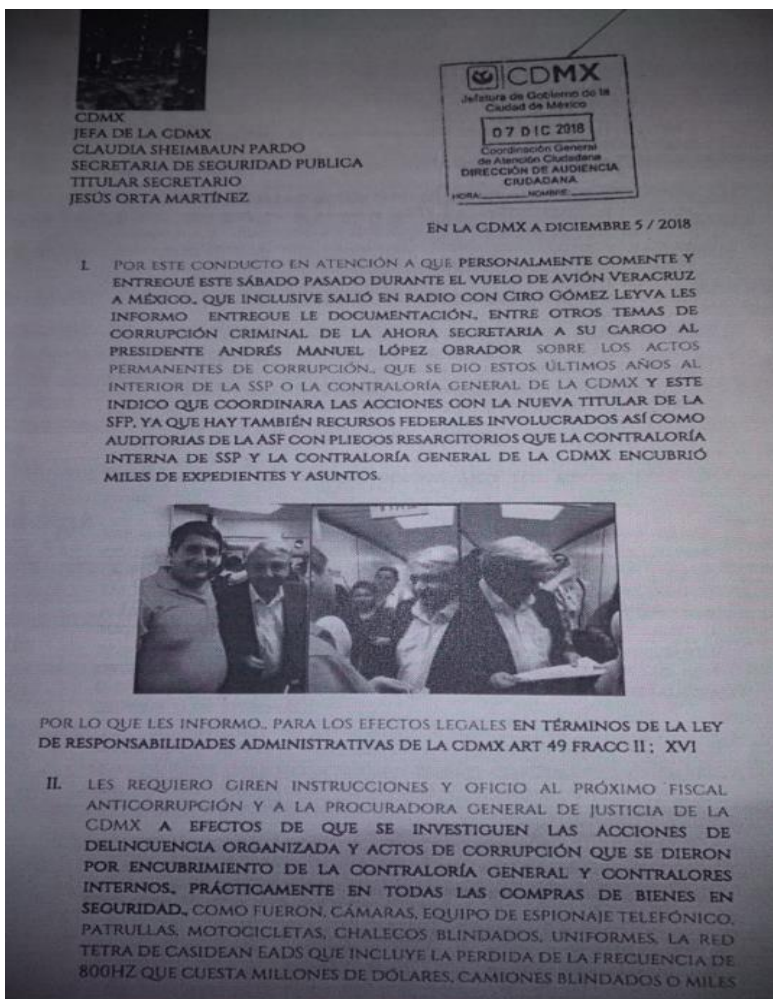 CDMX
Jefatura de Gobierno de la
Ciudad de México
07 DIC 2018
Coordinación General
de Atención Ciudadana
DIRECCIÓN DE AUDIENCIA
CIUDADANA
HORA: NOMBRE:
CDMX
JEFA DE LA CDMX
CLAUDIA SHEIMBAUN PARDO
SECRETARIA DE SEGURIDAD PUBLICA
TITULAR SECRETARIO
JESÚS ORTA MARTÍNEZ
EN LA CDMX A DICIEMBRE 5 / 2018
I. POR ESTE CONDUCTO EN ATENCIÓN A QUE PERSONALMENTE COMENTE Y
ENTREGUÉ ESTE SÁBADO PASADO DURANTE EL VUELO DE AVIÓN VERACRUZ
A MÉXICO., QUE INCLUSIVE SALIÓ EN RADIO CON CIRO GÓMEZ LEYVA LES
INFORMO ENTREGUE LE DOCUMENTACIÓN., ENTRE OTROS TEMAS DE
CORRUPCIÓN CRIMINAL DE LA AHORA SECRETARIA A SU CARGO AL
PRESIDENTE ANDRÉS MANUEL LÓPEZ OBRADOR SOBRE LOS ACTOS
PERMANENTES DE CORRUPCIÓN., QUE SE DIO ESTOS ÚLTIMOS AÑOS AL
INTERIOR DE LA SSP O LA CONTRALORÍA GENERAL DE LA CDMX Y ESTE
INDICO QUE COORDINARA LAS ACCIONES CON LA NUEVA TITULAR DE LA
SFP, YA QUE HAY TAMBIÉN RECURSOS FEDERALES INVOLUCRADOS ASÍ COMO
AUDITORIAS DE LA ASF CON PLIEGOS RESARCITORIOS QUE LA CONTRALORÍA
INTERNA DE SSP Y LA CONTRALORÍA GENERAL DE LA CDMX ENCUBRIÓ
MILES DE EXPEDIENTES Y ASUNTOS.
POR LO QUE LES INFORMO., PARA LOS EFECTOS LEGALES EN TÉRMINOS DE LA LEY
DE RESPONSABILIDADES ADMINISTRATIVAS DE LA CDMX ART 49 FRACC II ; XVI
II. LES REQUIERO GIREN INSTRUCCIONES Y OFICIO AL PRÓXIMO FISCAL
ANTICORRUPCIÓN Y A LA PROCURADORA GENERAL DE JUSTICIA DE LA
CDMX A EFECTOS DE QUE SE INVESTIGUEN LAS ACCIONES DE
DELINCUENCIA ORGANIZADA Y ACTOS DE CORRUPCIÓN QUE SE DIERON
POR ENCUBRIMIENTO DE LA CONTRALORÍA GENERAL Y CONTRALORES
INTERNOS., PRÁCTICAMENTE EN TODAS LAS COMPRAS DE BIENES EN
SEGURIDAD., COMO FUERON, CÁMARAS, EQUIPO DE ESPIONAJE TELEFÓNICO,
PATRULLAS, MOTOCICLETAS, CHALECOS BLINDADOS, UNIFORMES, LA RED
TETRA DE CASIDEAN EADS QUE INCLUYE LA PERDIDA DE LA FRECUENCIA DE
800HZ QUE CUESTA MILLONES DE DÓLARES, CAMIONES BLINDADOS O MILES